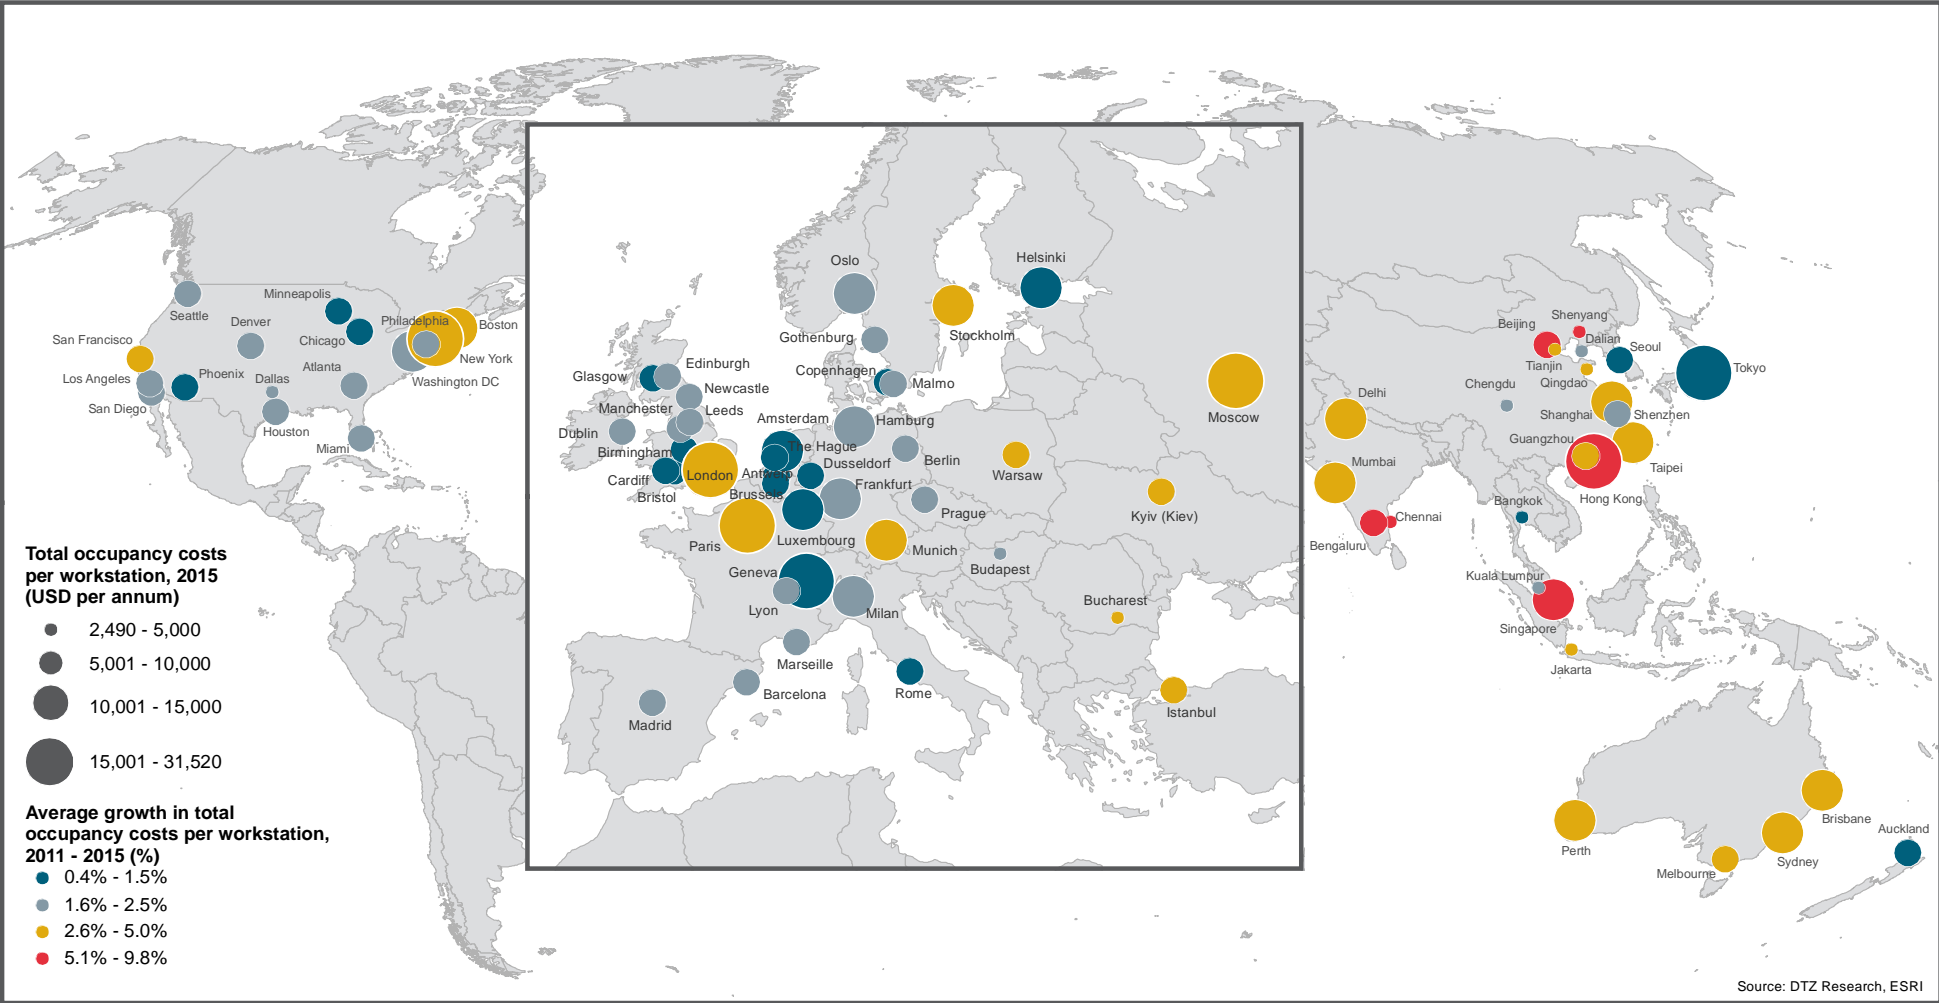 Seattle
Minneapolis
Denver
Philadelphia
Boston
San Francisco
Chicago
New York
Los Angeles
Phoenix
Dallas
Atlanta
Washington DC
San Diego
Houston
Miami
Oslo
Helsinki
Gothenburg
Stockholm
Edinburgh
Glasgow
Copenhagen
Malmo
Newcastle
Manchester
Leeds
Moscow
Dublin
Amsterdam
Hamburg
Birmingham
The Hague
Berlin
Cardiff
London
Antwerp
Dusseldorf
Warsaw
Bristol
Brussels
Frankfurt
Prague
Kyiv (Kiev)
Paris
Luxembourg
Munich
Geneva
Budapest
Lyon
Milan
Bucharest
Marseille
Barcelona
Rome
Madrid
Istanbul
Shenyang
Beijing
Dalian
Seoul
Tianjin
Tokyo
Qingdao
Chengdu
Delhi
Shanghai
Shenzhen
Guangzhou
Mumbai
Taipei
Hong Kong
Bangkok
Chennai
Bengaluru
Kuala Lumpur
Singapore
Jakarta
Brisbane
Auckland
Perth
Sydney
Melbourne
Total occupancy costs
per workstation, 2015
(USD per annum)
2,490 - 5,000
5,001 - 10,000
10,001 - 15,000
15,001 - 31,520
Average growth in total
occupancy costs per workstation,
2011 - 2015 (%)
0.4% - 1.5%
1.6% - 2.5%
2.6% - 5.0%
5.1% - 9.8%
Source: DTZ Research, ESRI